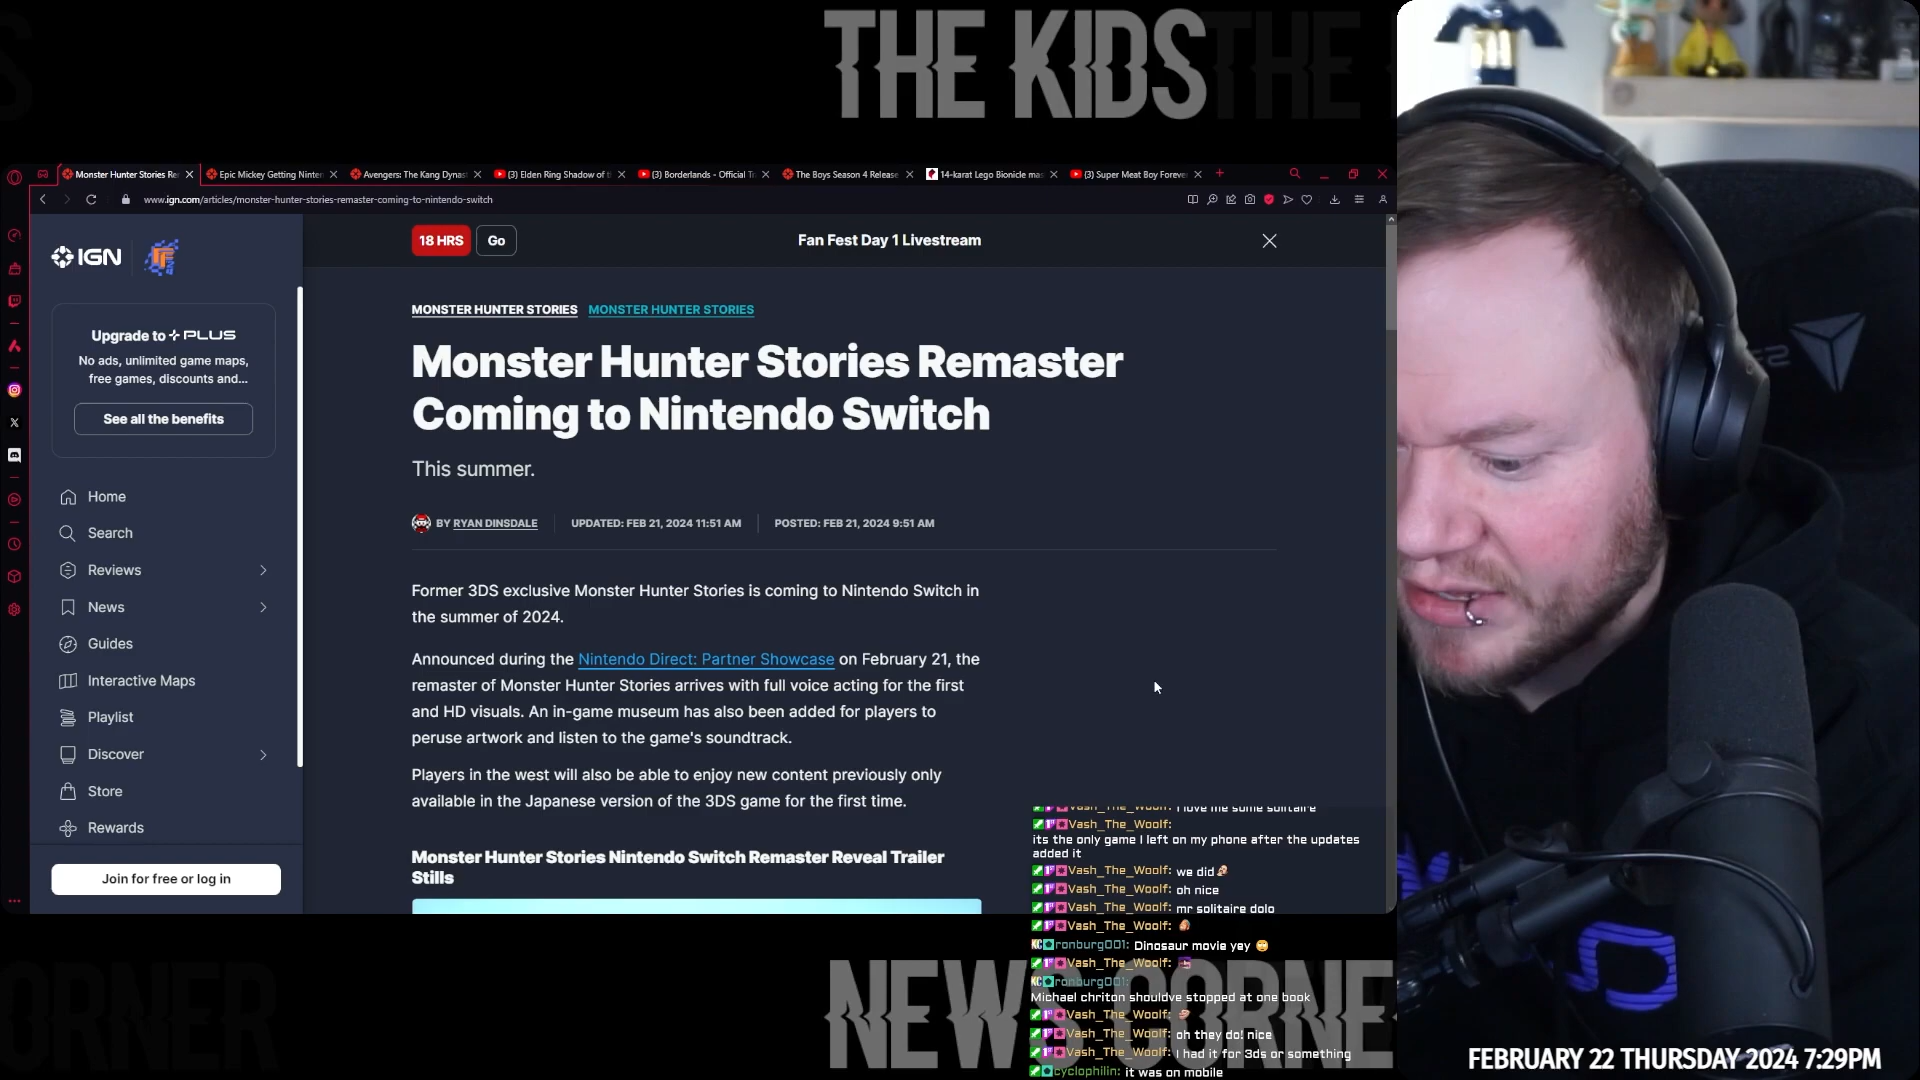 THE KIDS THE
Monster Hunter Stories Re
Epic Mickey Getting Ninten
Avengers: The Kang Dynas
(3) Elden Ring Shadow of t
(3) Borderlands - Official Tr
The Boys Season 4 Release
14-karat Lego Bionicle mas
(3) Super Meat Boy Forever
www.ign.com/articles/monster-hunter-stories-remaster-coming-to-nintendo-switch
IGN
18 HRS
Go
Fan Fest Day 1 Livestream
Upgrade to PLUS
No ads, unlimited game maps,
free games, discounts and...
See all the benefits
Home
Search
Reviews
News
Guides
Interactive Maps
Playlist
Discover
Store
Rewards
Join for free or log in
MONSTER HUNTER STORIES MONSTER HUNTER STORIES
Monster Hunter Stories Remaster
Coming to Nintendo Switch
This summer.
BY RYAN DINSDALE
UPDATED: FEB 21, 2024 11:51 AM
POSTED: FEB 21, 2024 9:51 AM
Former 3DS exclusive Monster Hunter Stories is coming to Nintendo Switch in
the summer of 2024.
Announced during the Nintendo Direct: Partner Showcase on February 21, the
remaster of Monster Hunter Stories arrives with full voice acting for the first
and HD visuals. An in-game museum has also been added for players to
peruse artwork and listen to the game's soundtrack.
Players in the west will also be able to enjoy new content previously only
available in the Japanese version of the 3DS game for the first time.
Monster Hunter Stories Nintendo Switch Remaster Reveal Trailer
Stills
Vash_The_Woolf: I love me some solitaire
Vash_The_Woolf:
its the only game I left on my phone after the updates
added it
Vash_The_Woolf: we did
Vash_The_Woolf: oh nice
Vash_The_Woolf: mr solitaire dolo
Vash_The_Woolf:
ronburg001: Dinosaur movie yey 🙄
Vash_The_Woolf:
ronburg001:
Michael chriton shouldve stopped at one book
Vash_The_Woolf:
Vash_The_Woolf: oh they do! nice
Vash_The_Woolf: I had it for 3ds or something
cyclophilin: it was on mobile
ORNER
NEWS CORNE
FEBRUARY 22 THURSDAY 2024 7:29PM